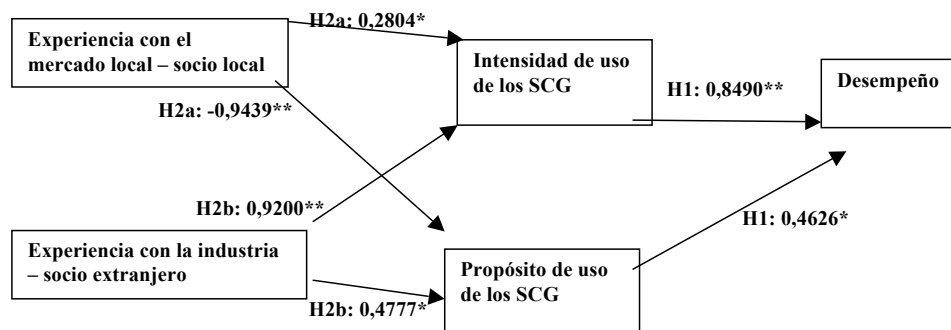 H2a: 0,2804*
Experiencia con el
mercado local – socio local
Intensidad de uso
de los SCG
H1: 0,8490**
Desempeño
H2a: -0,9439**
H2b: 0,9200**
H1: 0,4626*
Experiencia con la industria
– socio extranjero
Propósito de uso
de los SCG
H2b: 0,4777*